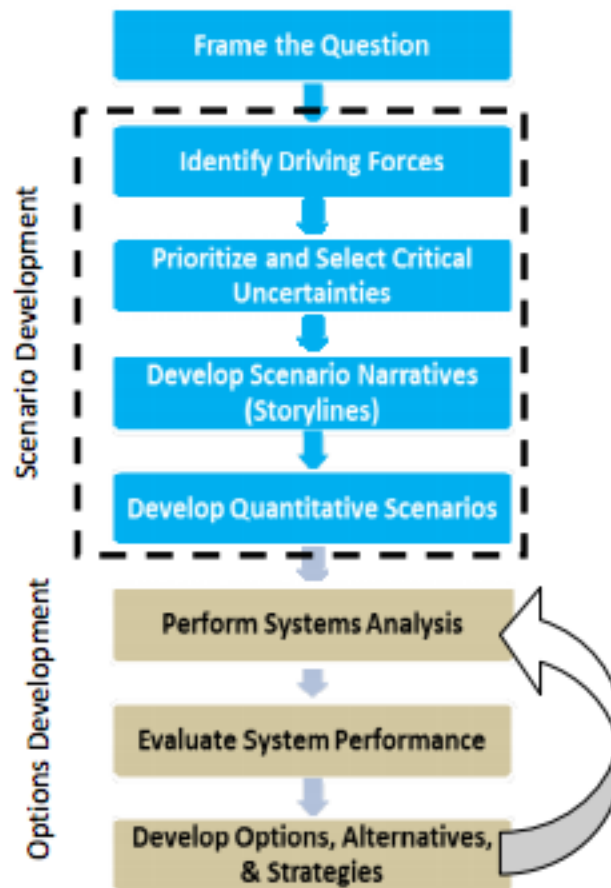 Frame the Question
Identify Driving Forces
Prioritize and Select Critical
Uncertainties
Develop Scenario Narratives
(Storylines)
Develop Quantitative Scenarios
Perform Systems Analysis
Evaluate System Performance
Develop Options, Alternatives,
& Strategies
Scenario Development
Options Development